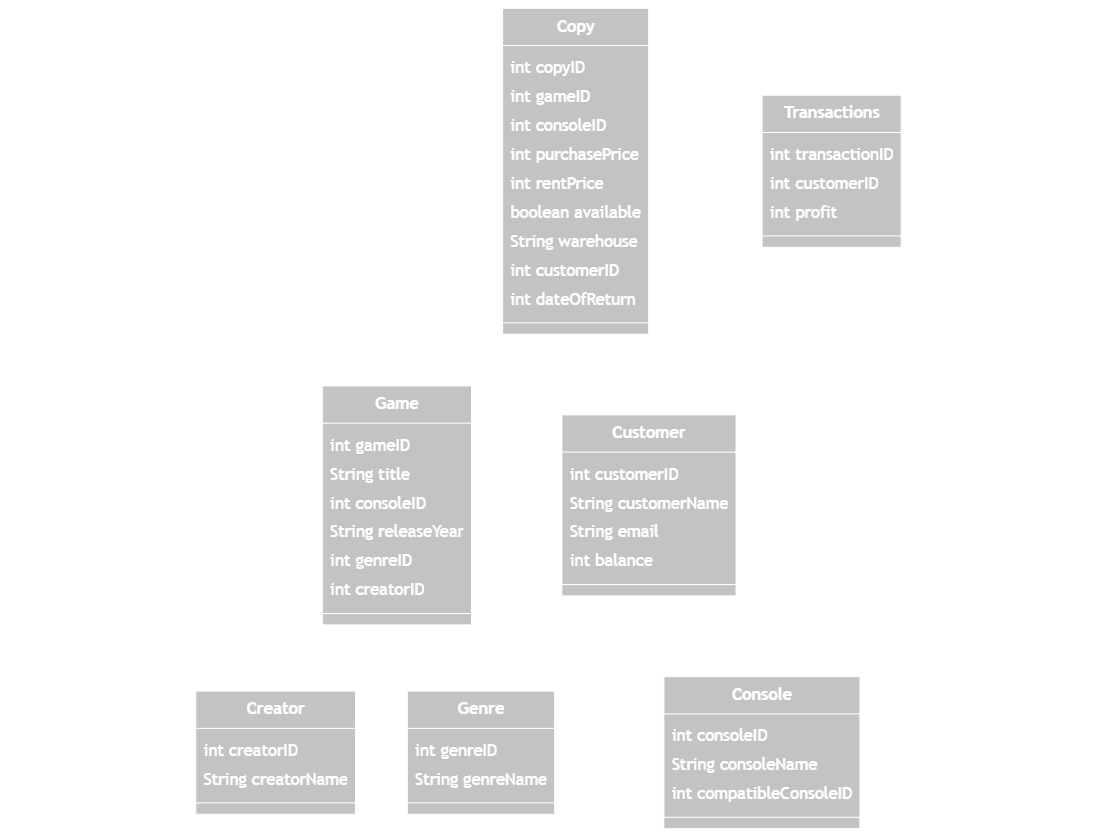 Copy
int copyID
int gameID
int consoleID
int purchasePrice
int rentPrice
boolean available
String warehouse
int customerID
int dateOfReturn
Transactions
int transactionID
int customerID
int profit
Game
int gameID
String title
int consoleID
String releaseYear
int genreID
int creatorID
Customer
int customerID
String customerName
String email
int balance
Creator
int creatorID
String creatorName
Genre
int genreID
String genreName
Console
int consoleID
String consoleName
int compatibleConsoleID